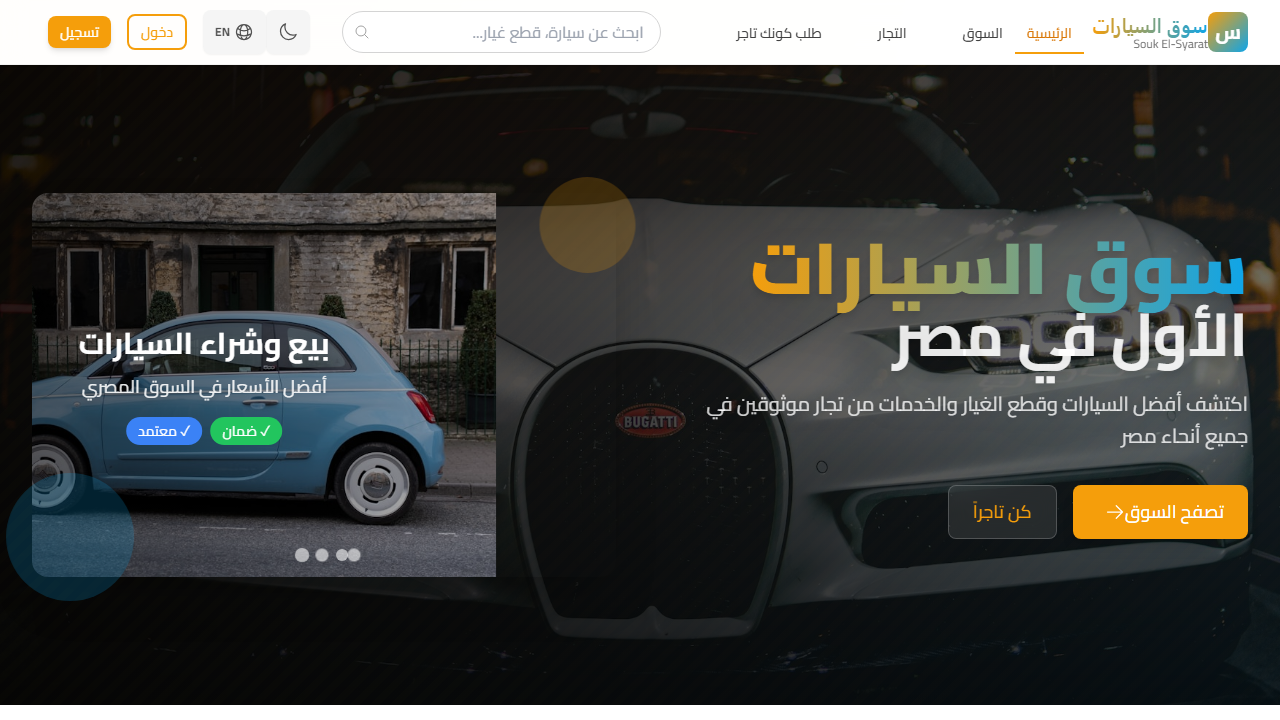 س
سوق السيارات
Souk El-Syarat
الرئيسية
السوق
التجار
طلب كونك تاجر
ابحث عن سيارة، قطع غيار...
EN
دخول
تسجيل
سوق السيارات
الأول في مصر
اكتشف أفضل السيارات وقطع الغيار والخدمات من تجار موثوقين في
جميع أنحاء مصر
تصفح السوق
كن تاجراً
بيع وشراء السيارات
أفضل الأسعار في السوق المصري
✓ ضمان
✓ معتمد
BUGATTI